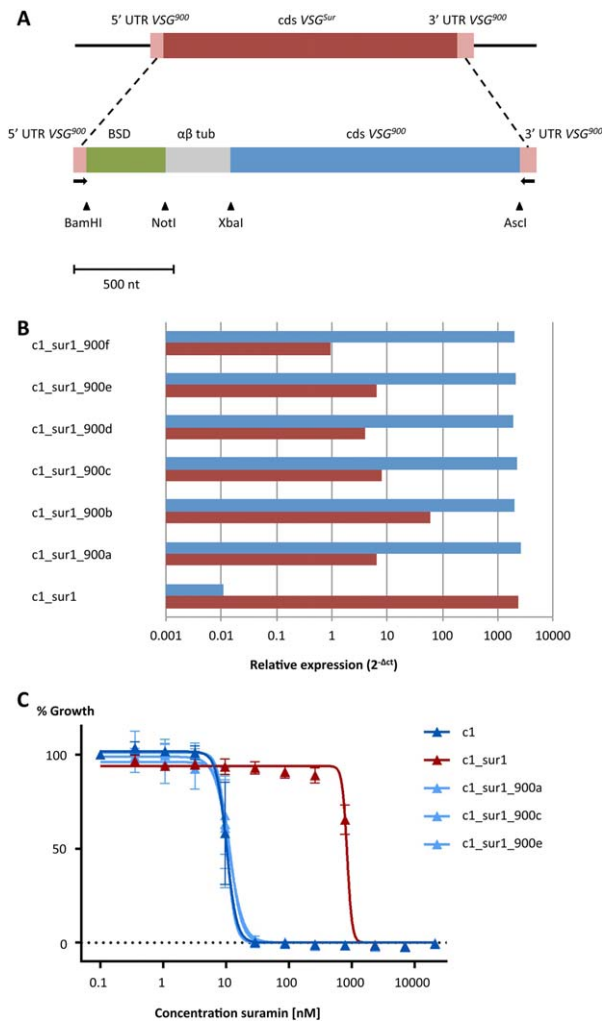 A
5' UTR VSG900 cds VSGSur 3' UTR VSG900
5' UTR VSG900 BSD αβ tub cds VSG900 3' UTR VSG900
BamHI NotI XbaI AscI
500 nt
B
c1_sur1_900f
c1_sur1_900e
c1_sur1_900d
c1_sur1_900c
c1_sur1_900b
c1_sur1_900a
c1_sur1
0.001 0.01 0.1 1 10 100 1000 10000
Relative expression (2-Δct)
C
% Growth
100
50
0
0.1 1 10 100 1000 10000
Concentration suramin [nM]
c1
c1_sur1
c1_sur1_900a
c1_sur1_900c
c1_sur1_900e